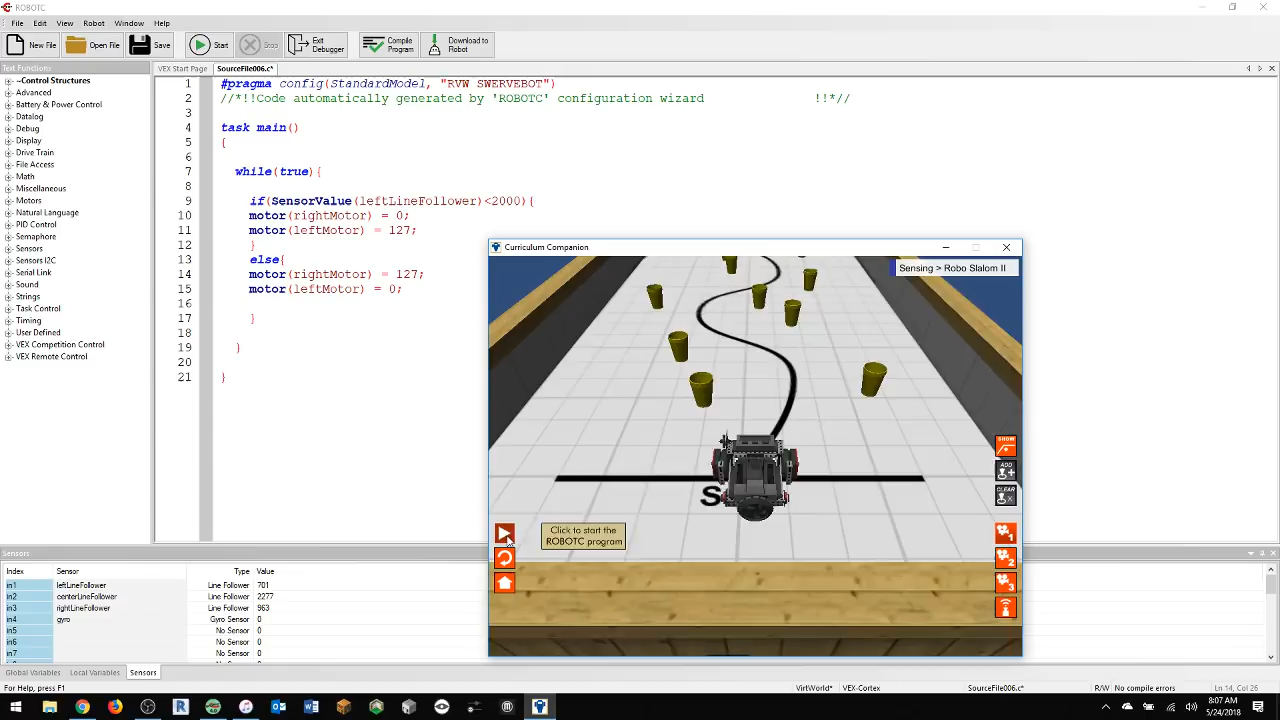 ROBOTC
File Edit View Robot Window Help
New File Open File Save Start Stop Exit Debugger Compile Program Download to Robot
Text Functions
VEX Start Page SourceFile006.c*
~Control Structures
Advanced
Battery & Power Control
Datalog
Debug
Display
Drive Train
File Access
Math
Miscellaneous
Motors
Natural Language
PID Control
Semaphore
Sensors
Sensors I2C
Serial Link
Sound
Strings
Task Control
Timing
User Defined
VEX Competition Control
VEX Remote Control
1 #pragma config(StandardModel, "RVW SWERVEBOT")
2 //*!!Code automatically generated by 'ROBOTC' configuration wizard !!*//
3
4 task main()
5 {
6
7 while(true){
8
9 if(SensorValue(leftLineFollower)<2000){
10 motor(rightMotor) = 0;
11 motor(leftMotor) = 127;
12 }
13 else{
14 motor(rightMotor) = 127;
15 motor(leftMotor) = 0;
16
17 }
18
19 }
20
21 }
Curriculum Companion
Sensing > Robo Slalom II
SHOW
ADD
CLEAR
S
Click to start the
ROBOTC program
1
2
3
Sensors
Index Sensor Type Value
in1 leftLineFollower Line Follower 701
in2 centerLineFollower Line Follower 2277
in3 rightLineFollower Line Follower 963
in4 gyro Gyro Sensor 0
in5 No Sensor 0
in6 No Sensor 0
in7 No Sensor 0
Global Variables Local Variables Sensors
For Help, press F1 VirtWorld* VEX-Cortex SourceFile006.c* R/W No compile errors Ln 14, Col 26
8:07 AM
5/24/2018